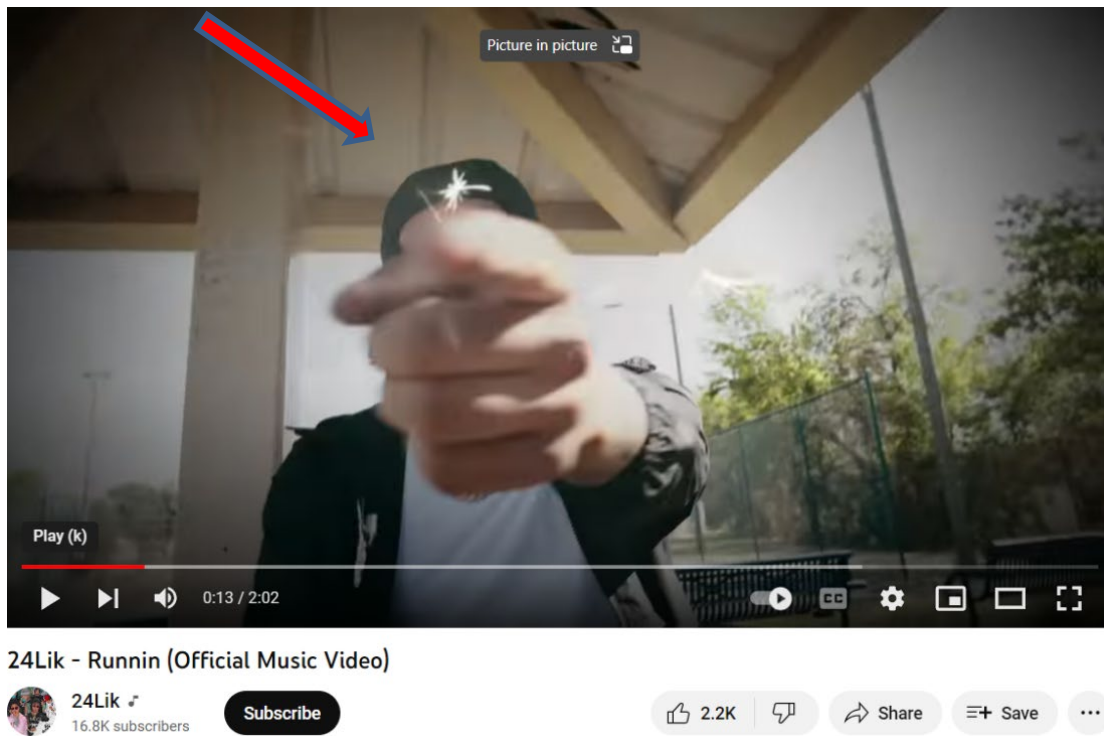 Picture in picture
Play (k)
0:13 / 2:02
CC
24Lik - Runnin (Official Music Video)
24Lik
16.8K subscribers
Subscribe
2.2K
Share
Save